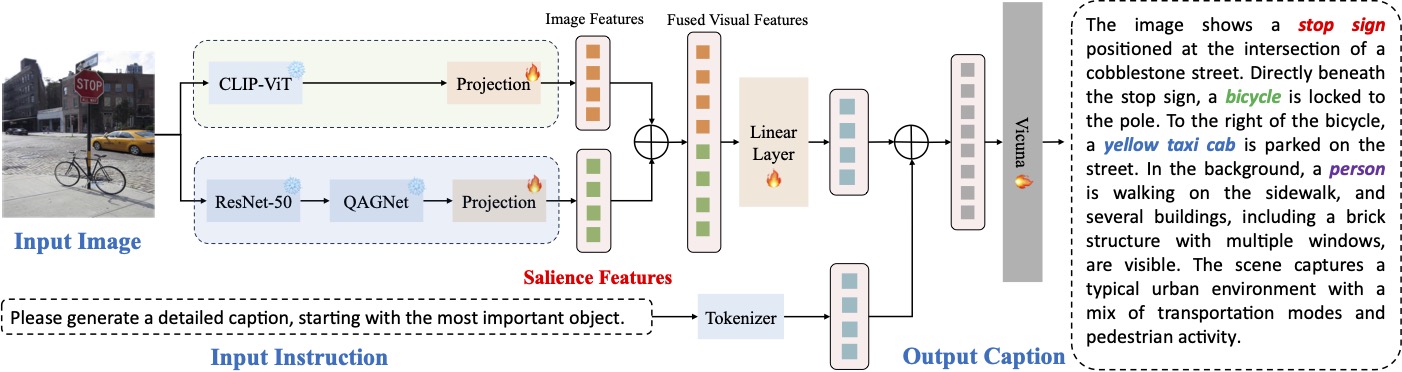 Image Features
Fused Visual Features
CLIP-ViT
Projection
STOP
ResNet-50
QAGNet
Projection
Linear
Layer
Vicuna
Input Image
Salience Features
Please generate a detailed caption, starting with the most important object.
Tokenizer
Input Instruction
Output Caption
The image shows a stop sign
positioned at the intersection of a
cobblestone street. Directly beneath
the stop sign, a bicycle is locked to
the pole. To the right of the bicycle,
a yellow taxi cab is parked on the
street. In the background, a person
is walking on the sidewalk, and
several buildings, including a brick
structure with multiple windows,
are visible. The scene captures a
typical urban environment with a
mix of transportation modes and
pedestrian activity.